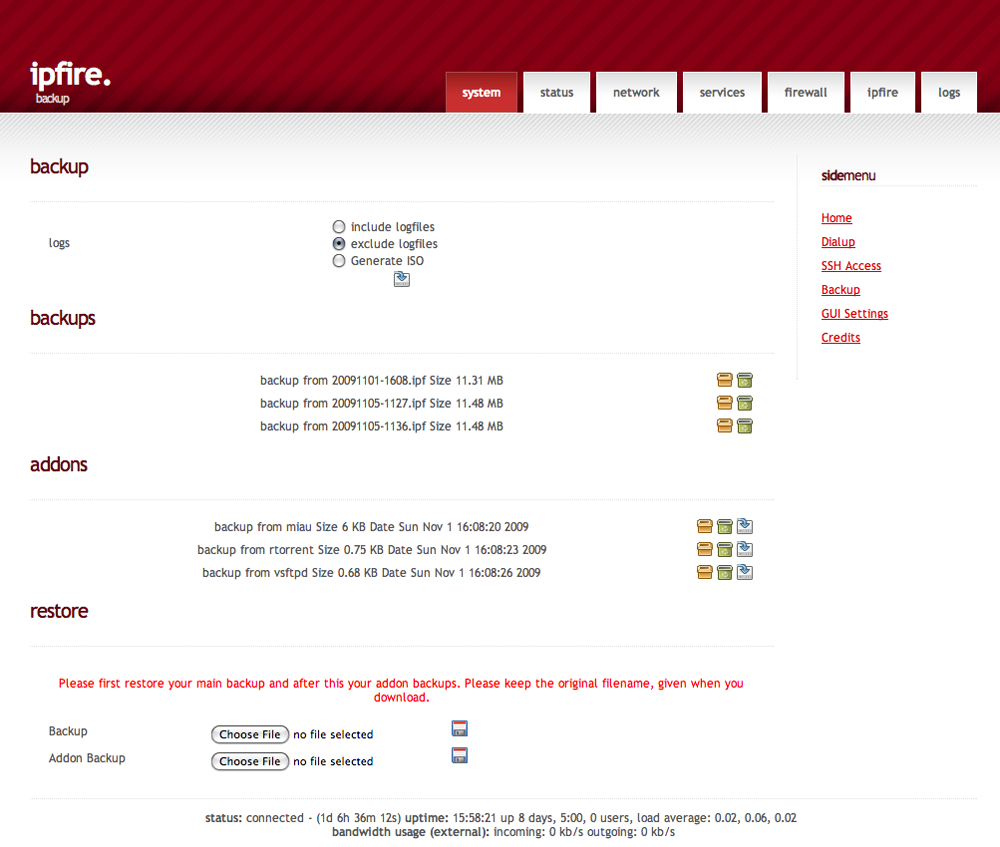 ipfire.
backup
system status network services firewall ipfire logs
backup
logs
include logfiles
exclude logfiles
Generate ISO
backups
backup from 20091101-1608.ipf Size 11.31 MB
backup from 20091105-1127.ipf Size 11.48 MB
backup from 20091105-1136.ipf Size 11.48 MB
addons
backup from miau Size 6 KB Date Sun Nov 1 16:08:20 2009
backup from rtorrent Size 0.75 KB Date Sun Nov 1 16:08:23 2009
backup from vsftpd Size 0.68 KB Date Sun Nov 1 16:08:26 2009
restore
Please first restore your main backup and after this your addon backups. Please keep the original filename, given when you
download.
Backup Choose File no file selected
Addon Backup Choose File no file selected
sidemenu
Home
Dialup
SSH Access
Backup
GUI Settings
Credits
status: connected - (1d 6h 36m 12s) uptime: 15:58:21 up 8 days, 5:00, 0 users, load average: 0.02, 0.06, 0.02
bandwidth usage (external): incoming: 0 kb/s outgoing: 0 kb/s